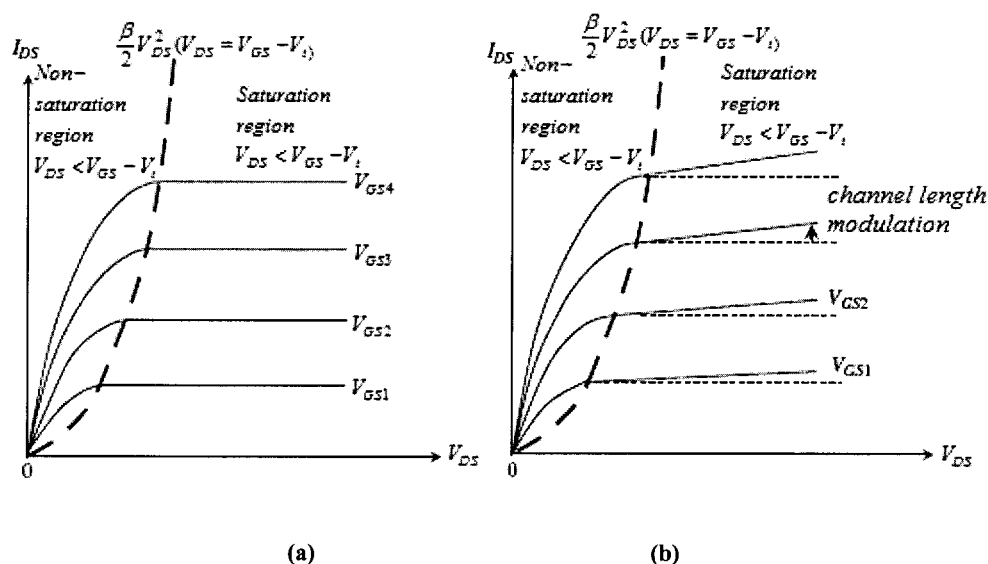 I_DS
β/2 V²_DS (V_DS = V_GS − V_t)
Non−
saturation
region
V_DS < V_GS − V_t
Saturation
region
V_DS < V_GS − V_t
V_GS4
V_GS3
V_GS2
V_GS1
V_DS
0
(a)
I_DS
β/2 V²_DS (V_DS = V_GS − V_t)
Non−
saturation
region
V_DS < V_GS − V_t
Saturation
region
V_DS < V_GS − V_t
channel length
modulation
V_GS2
V_GS1
V_DS
0
(b)